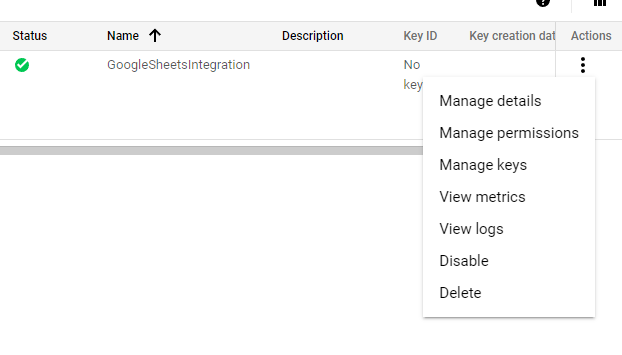 Status Name Description Key ID Key creation dat Actions
GoogleSheetsIntegration No
key
Manage details
Manage permissions
Manage keys
View metrics
View logs
Disable
Delete